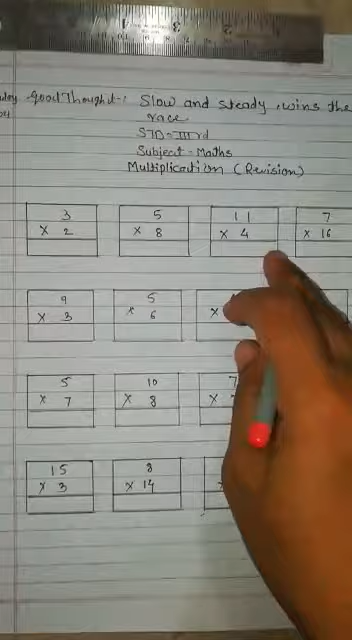 Good Thought :- Slow and steady, wins the
race
STD = IIIrd
Subject - Maths
Multiplication (Revision)
3 5 11 7
× 2 × 8 × 4 × 16
9 5
× 3 × 6 ×
5 10 7
× 7 × 8 ×
15 8
× 3 × 14